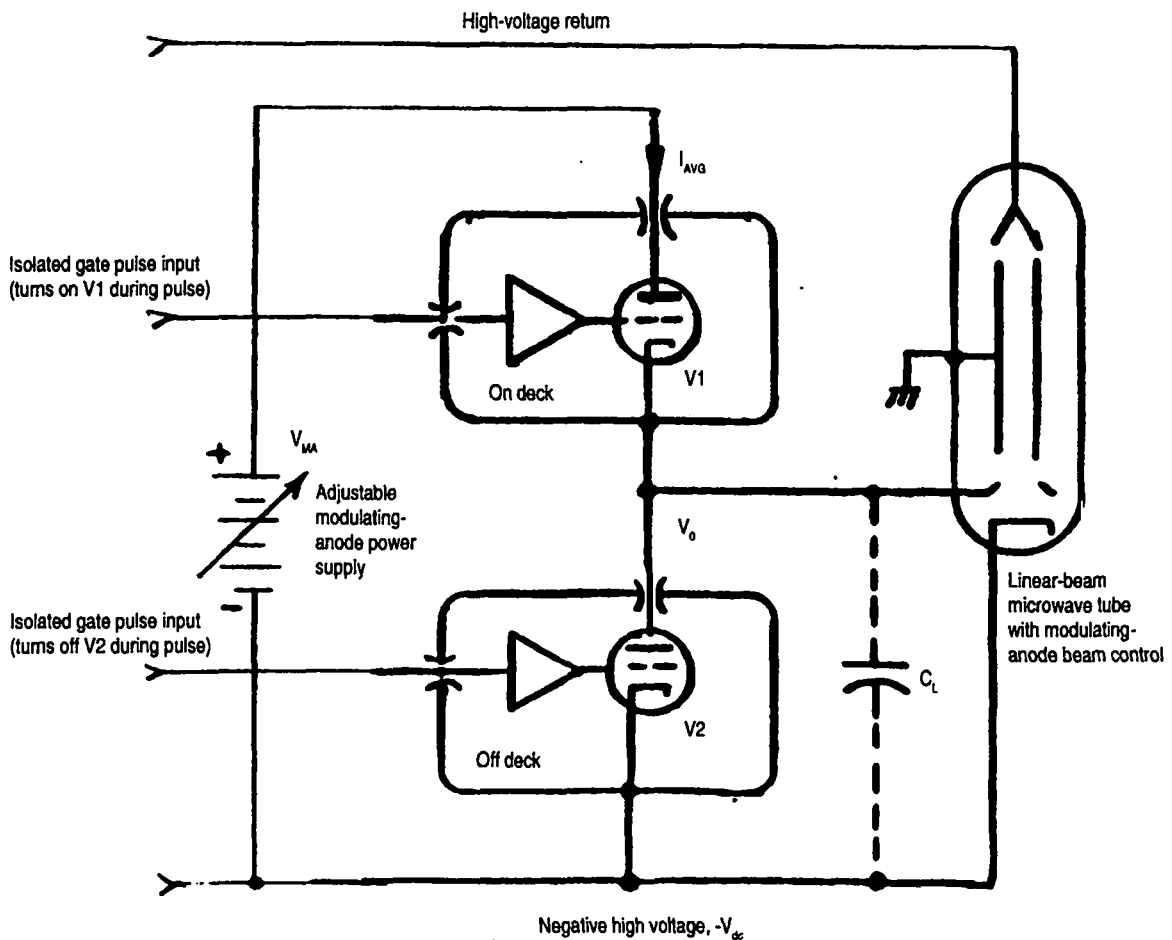 High-voltage return
I_AVG
Isolated gate pulse input
(turns on V1 during pulse)
V1
On deck
V_MA
+
Adjustable
modulating-
anode power
supply
-
V_0
Isolated gate pulse input
(turns off V2 during pulse)
V2
Off deck
C_L
Linear-beam
microwave tube
with modulating-
anode beam control
Negative high voltage, -V_dc